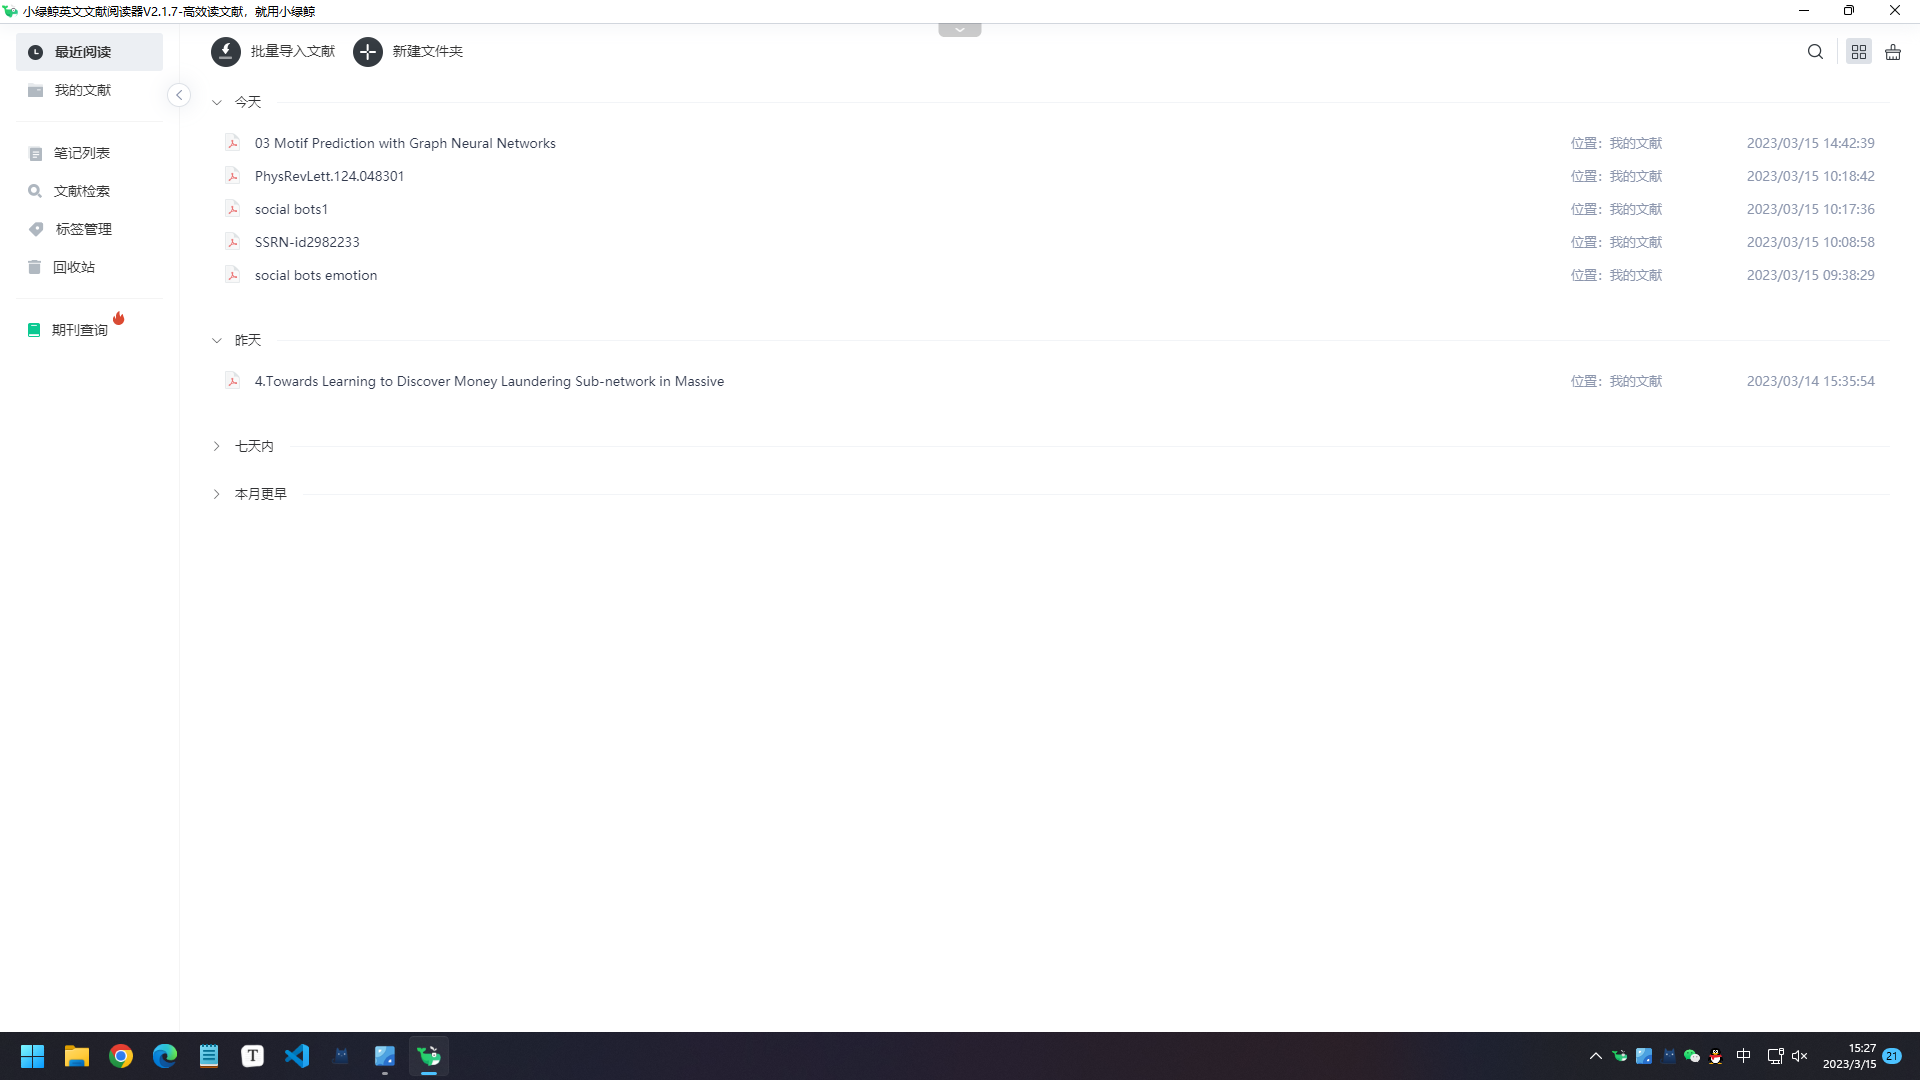 小绿鲸英文文献阅读器V2.1.7-高效读文献，就用小绿鲸
最近阅读
我的文献
笔记列表
文献检索
标签管理
回收站
期刊查询
批量导入文献 新建文件夹
今天
03 Motif Prediction with Graph Neural Networks 位置：我的文献 2023/03/15 14:42:39
PhysRevLett.124.048301 位置：我的文献 2023/03/15 10:18:42
social bots1 位置：我的文献 2023/03/15 10:17:36
SSRN-id2982233 位置：我的文献 2023/03/15 10:08:58
social bots emotion 位置：我的文献 2023/03/15 09:38:29
昨天
4.Towards Learning to Discover Money Laundering Sub-network in Massive 位置：我的文献 2023/03/14 15:35:54
七天内
本月更早
T
中
15:27
2023/3/15
21